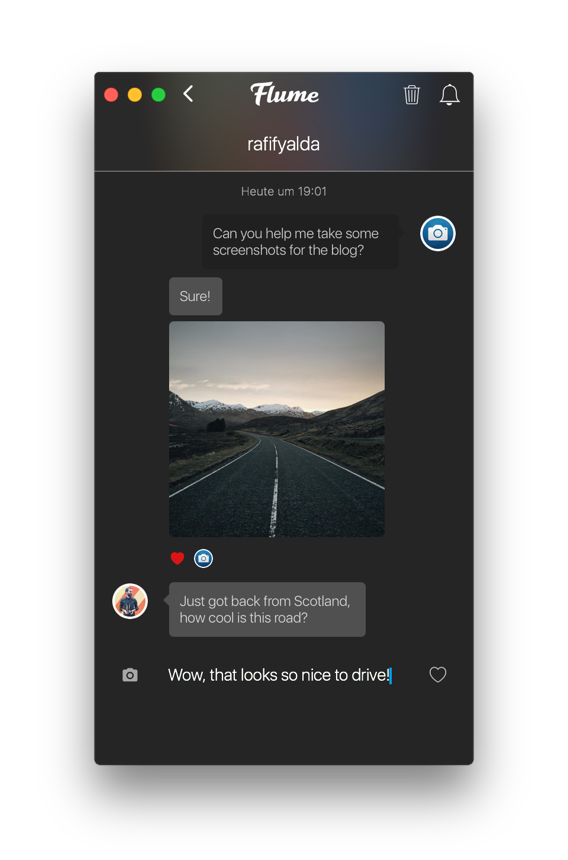 Flume
rafifyalda
Heute um 19:01
Can you help me take some
screenshots for the blog?
Sure!
Just got back from Scotland,
how cool is this road?
Wow, that looks so nice to drive!